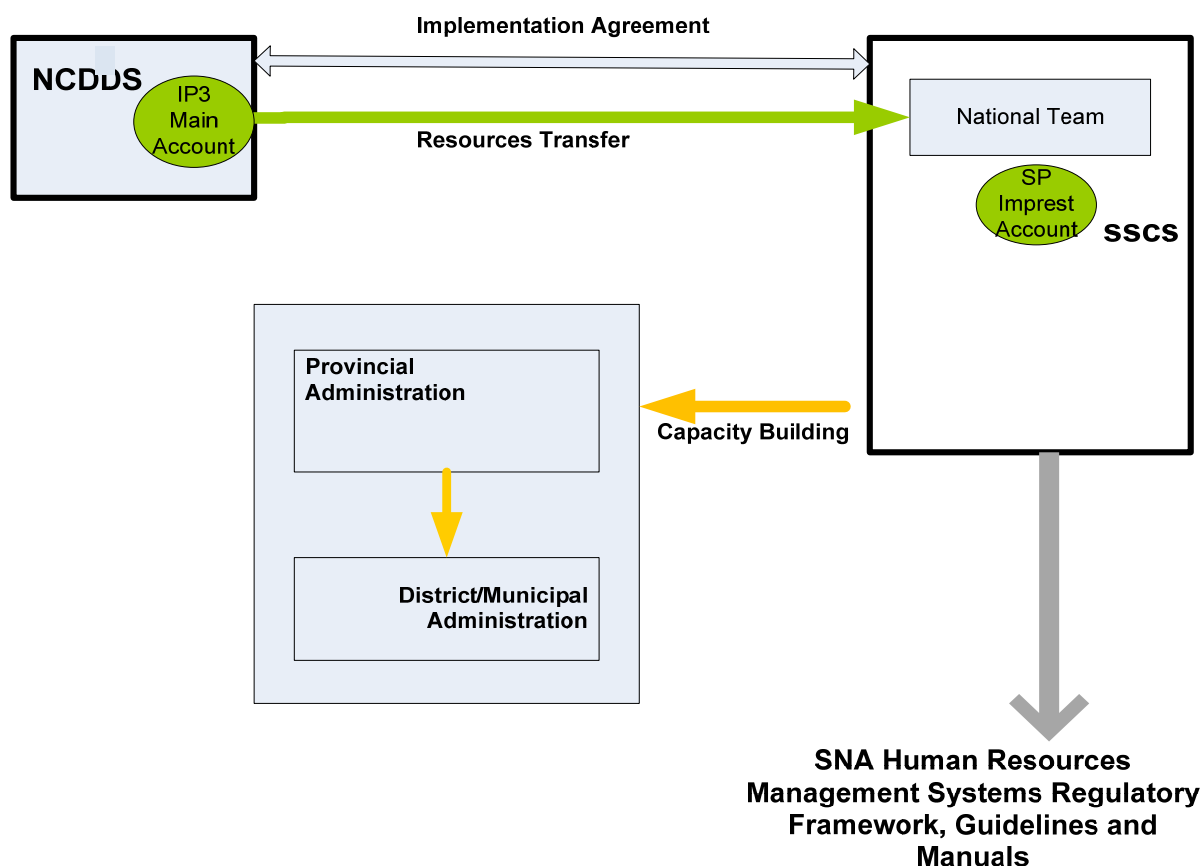 Implementation Agreement
NCDDS
IP3
Main
Account
Resources Transfer
National Team
SP
Imprest
Account
SSCS
Provincial
Administration
Capacity Building
District/Municipal
Administration
SNA Human Resources
Management Systems Regulatory
Framework, Guidelines and
Manuals